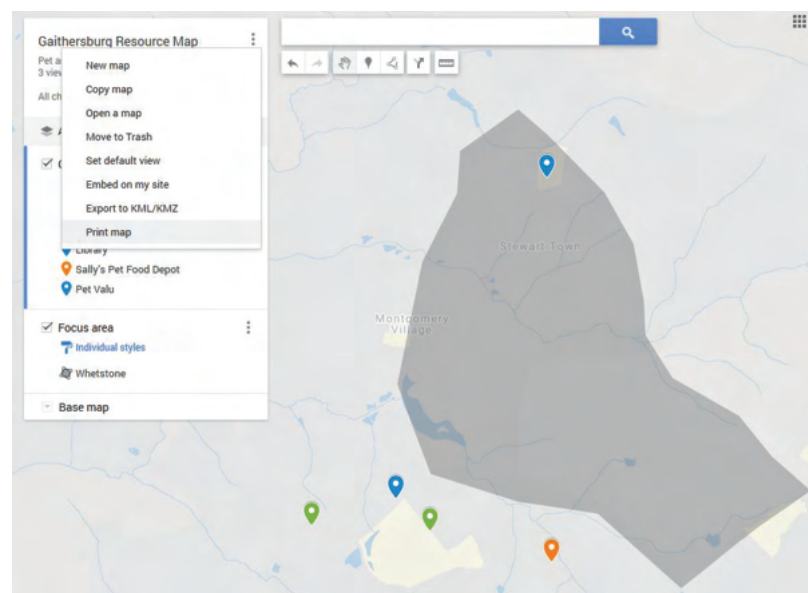 Gaithersburg Resource Map
Pet a
3 view
All ch
New map
Copy map
Open a map
Move to Trash
Set default view
Embed on my site
Export to KML/KMZ
Print map
Library
Sally's Pet Food Depot
Pet Valu
Focus area
Individual styles
Whetstone
Base map
Stewart Town
Montgomery
Village